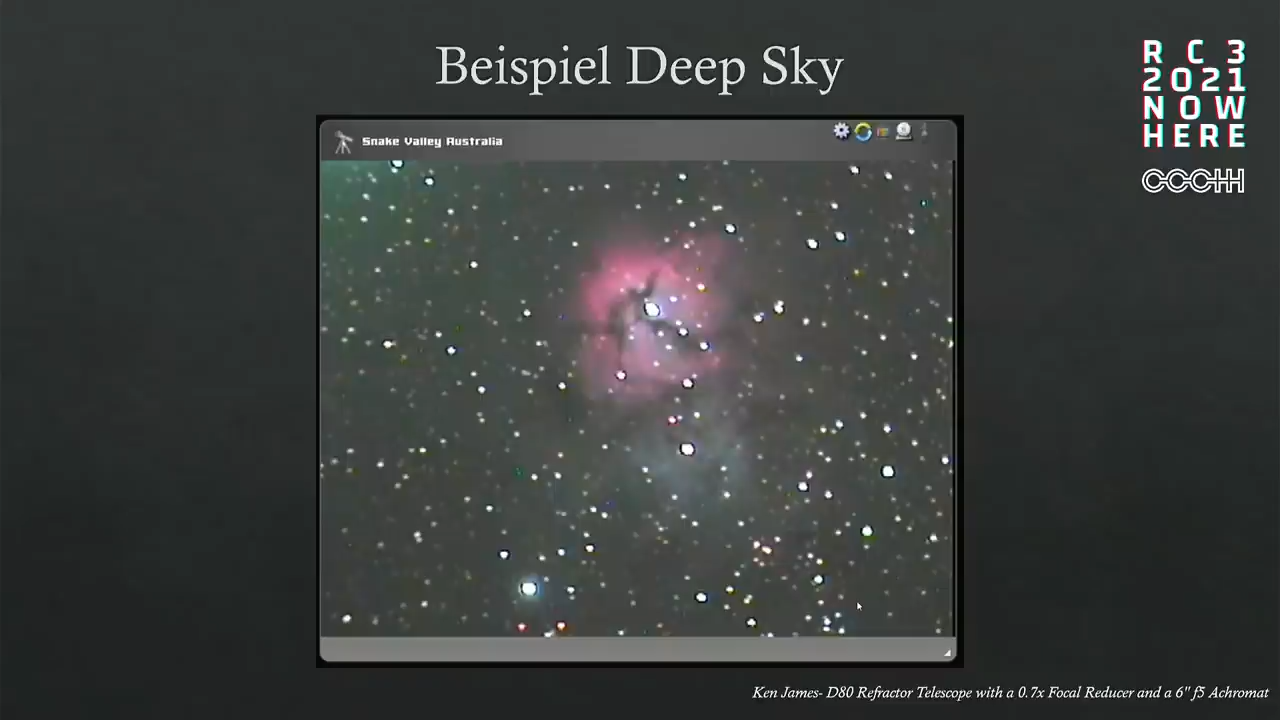 Beispiel Deep Sky
R C 3
2021
NOW
HERE
CCCHH
Snake Valley Australia
Ken James- D80 Refractor Telescope with a 0.7x Focal Reducer and a 6" f5 Achromat